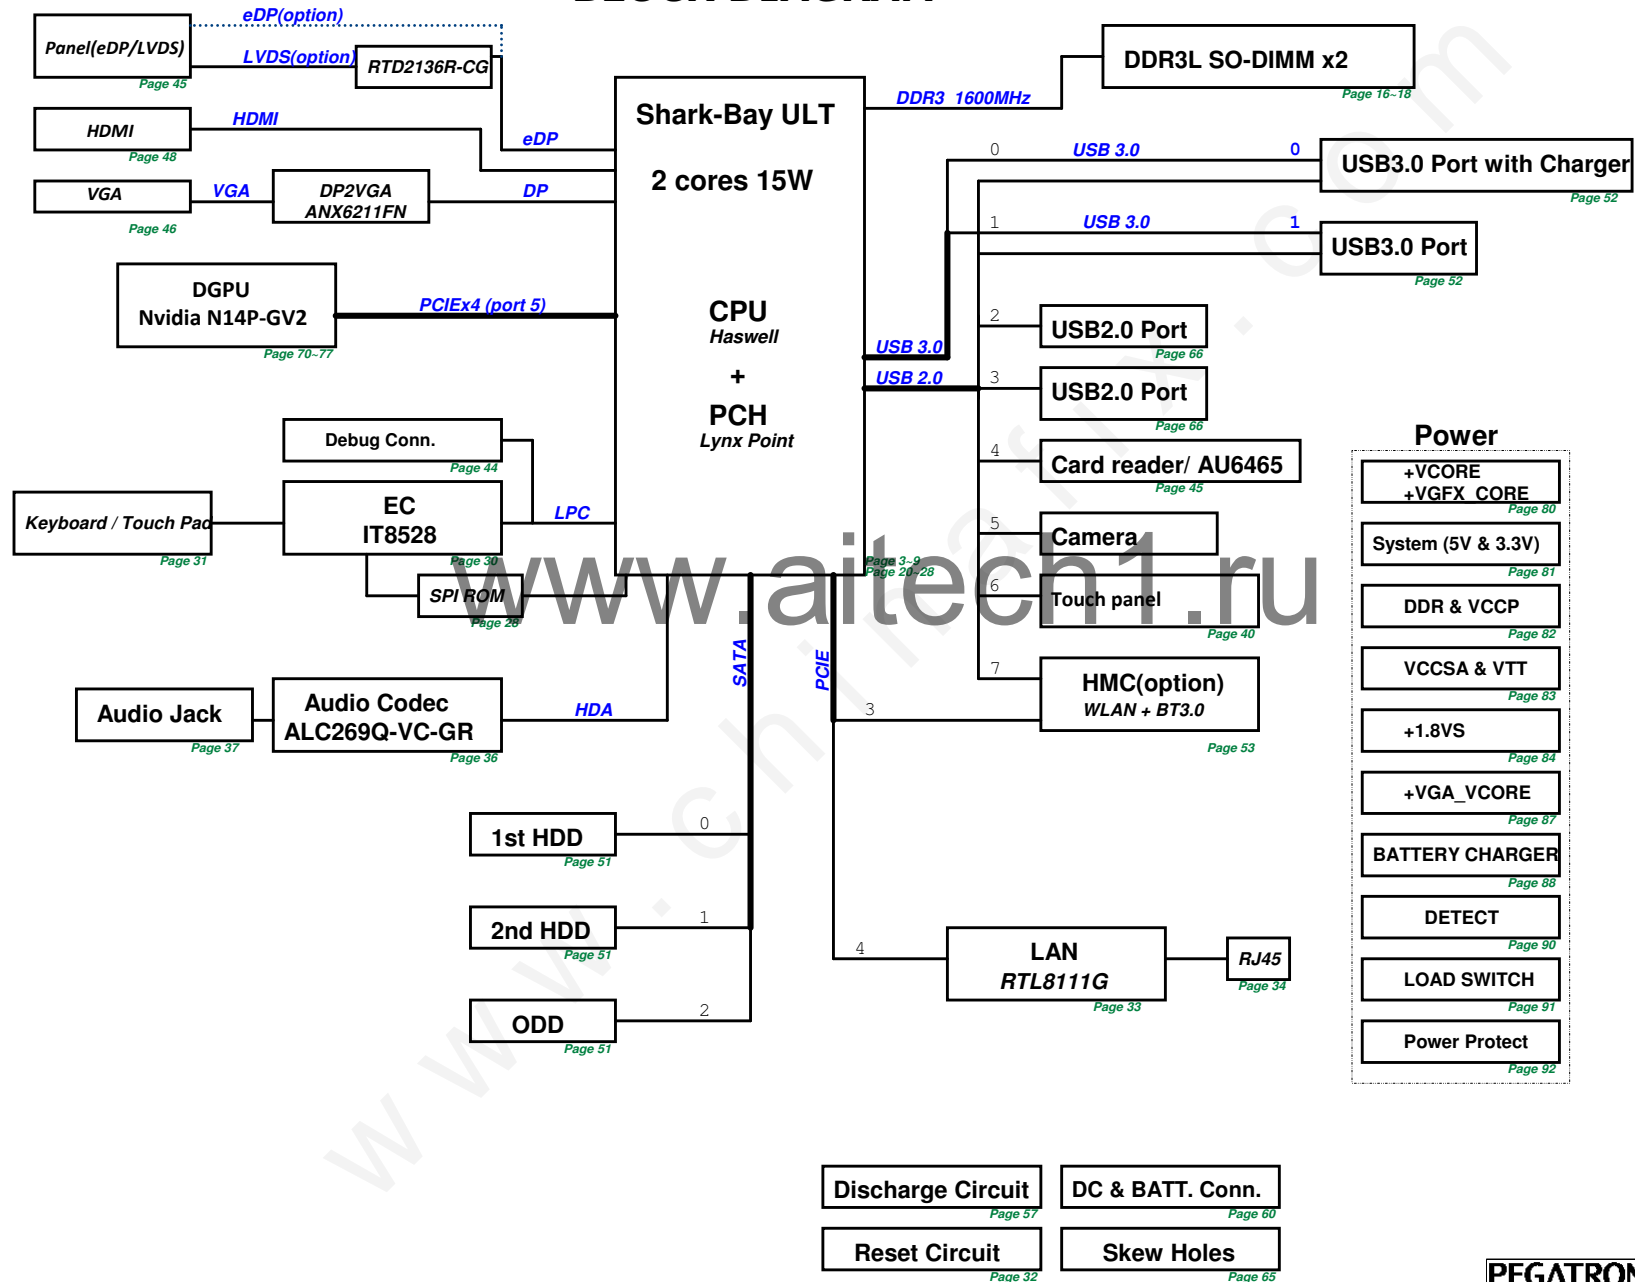 BLOCK DIAGRAM
eDP(option)
Panel(eDP/LVDS)
LVDS(option)
RTD2136R-CG
Page 45
HDMI
HDMI
Page 48
eDP
VGA
VGA
DP2VGA
ANX6211FN
DP
Page 46
DGPU
Nvidia N14P-GV2
PCIEx4 (port 5)
Page 70~77
Shark-Bay ULT
2 cores 15W
CPU
Haswell
+
PCH
Lynx Point
Page 3~9
Page 20~28
DDR3 1600MHz
DDR3L SO-DIMM x2
Page 16~18
0
USB 3.0
0
USB3.0 Port with Charger
Page 52
1
USB 3.0
1
USB3.0 Port
Page 52
USB 3.0
USB 2.0
2
USB2.0 Port
Page 66
3
USB2.0 Port
Page 66
4
Card reader/ AU6465
Page 45
5
Camera
6
Touch panel
Page 40
7
HMC(option)
WLAN + BT3.0
Page 53
3
Debug Conn.
Page 44
EC
IT8528
Page 30
LPC
Keyboard / Touch Pad
Page 31
SPI ROM
Page 28
Audio Jack
Page 37
Audio Codec
ALC269Q-VC-GR
Page 36
HDA
SATA
PCIE
1st HDD
0
Page 51
2nd HDD
1
Page 51
ODD
2
Page 51
4
LAN
RTL8111G
Page 33
RJ45
Page 34
Power
+VCORE
+VGFX_CORE
Page 80
System (5V & 3.3V)
Page 81
DDR & VCCP
Page 82
VCCSA & VTT
Page 83
+1.8VS
Page 84
+VGA_VCORE
Page 87
BATTERY CHARGER
Page 88
DETECT
Page 90
LOAD SWITCH
Page 91
Power Protect
Page 92
Discharge Circuit
Page 57
DC & BATT. Conn.
Page 60
Reset Circuit
Page 32
Skew Holes
Page 65
PEGATRON
www.aitech1.ru
www.chinafix.com